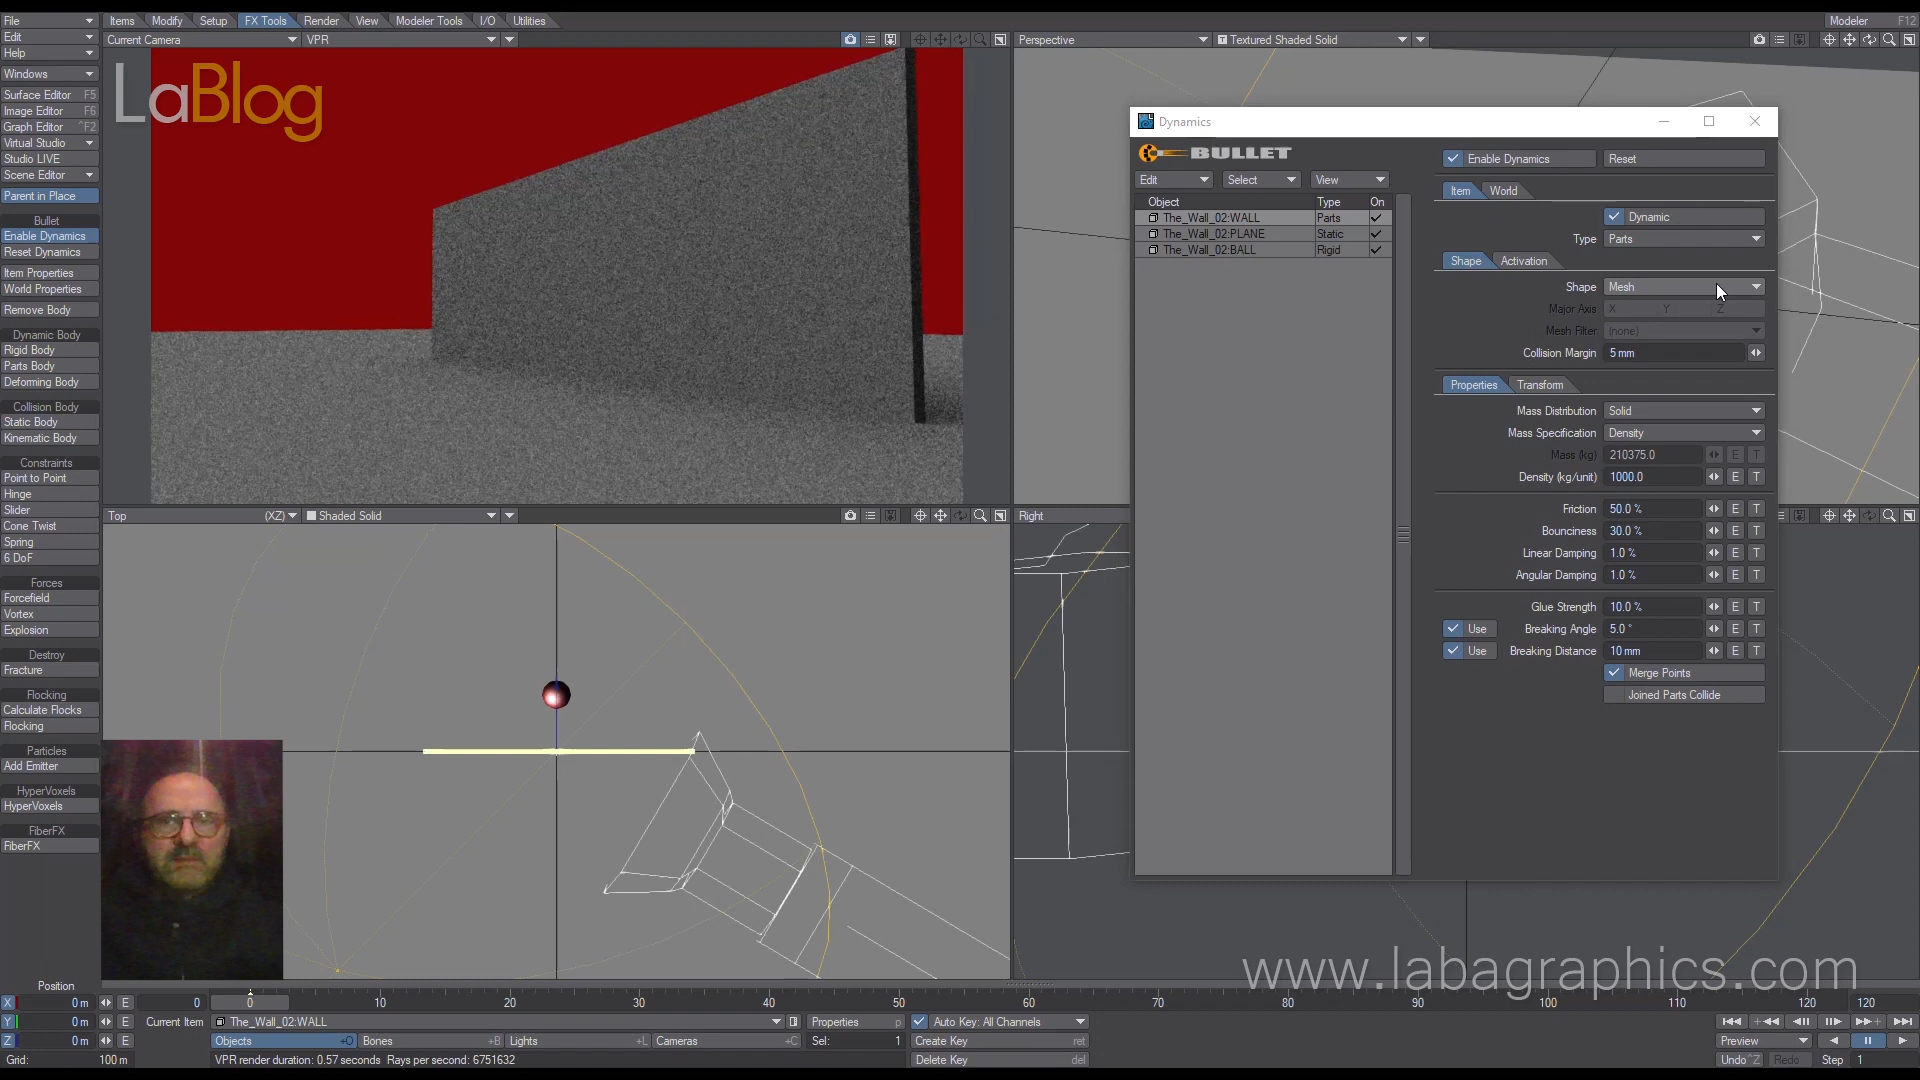 File
Items Modify Setup FX Tools Render View Modeler Tools I/O Utilities
Modeler F12
Edit
Help
Windows
Surface Editor F5
Image Editor F6
Graph Editor ^F2
Virtual Studio
Studio LIVE
Scene Editor
Parent in Place
Bullet
Enable Dynamics
Reset Dynamics
Item Properties
World Properties
Remove Body
Dynamic Body
Rigid Body
Parts Body
Deforming Body
Collision Body
Static Body
Kinematic Body
Constraints
Point to Point
Hinge
Slider
Cone Twist
Spring
6 DoF
Forces
Forcefield
Vortex
Explosion
Destroy
Fracture
Flocking
Calculate Flocks
Flocking
Particles
Add Emitter
HyperVoxels
HyperVoxels
FiberFX
FiberFX
Current Camera VPR
LaBlog
Perspective Textured Shaded Solid
Top (XZ) Shaded Solid
Right
Dynamics
BULLET
Edit Select View
Object Type On
The_Wall_02:WALL Parts
The_Wall_02:PLANE Static
The_Wall_02:BALL Rigid
Enable Dynamics Reset
Item World
Dynamic
Type Parts
Shape Activation
Shape Mesh
Major Axis X Y Z
Mesh Filter (none)
Collision Margin 5 mm
Properties Transform
Mass Distribution Solid
Mass Specification Density
Mass (kg) 210375.0 E T
Density (kg/unit) 1000.0 E T
Friction 50.0 % E T
Bounciness 30.0 % E T
Linear Damping 1.0 % E T
Angular Damping 1.0 % E T
Glue Strength 10.0 % E T
Use Breaking Angle 5.0 ° E T
Use Breaking Distance 10 mm E T
Merge Points
Joined Parts Collide
www.labagraphics.com
Position
X 0 m E 0 0 10 20 30 40 50 60 70 80 90 100 110 120 120
Y 0 m E Current Item The_Wall_02:WALL Properties p Auto Key: All Channels
Z 0 m E Objects +O Bones +B Lights +L Cameras +C Sel: 1 Create Key ret Preview
Grid: 100 m VPR render duration: 0.57 seconds Rays per second: 6751632 Delete Key del Undo ^Z Redo Step 1